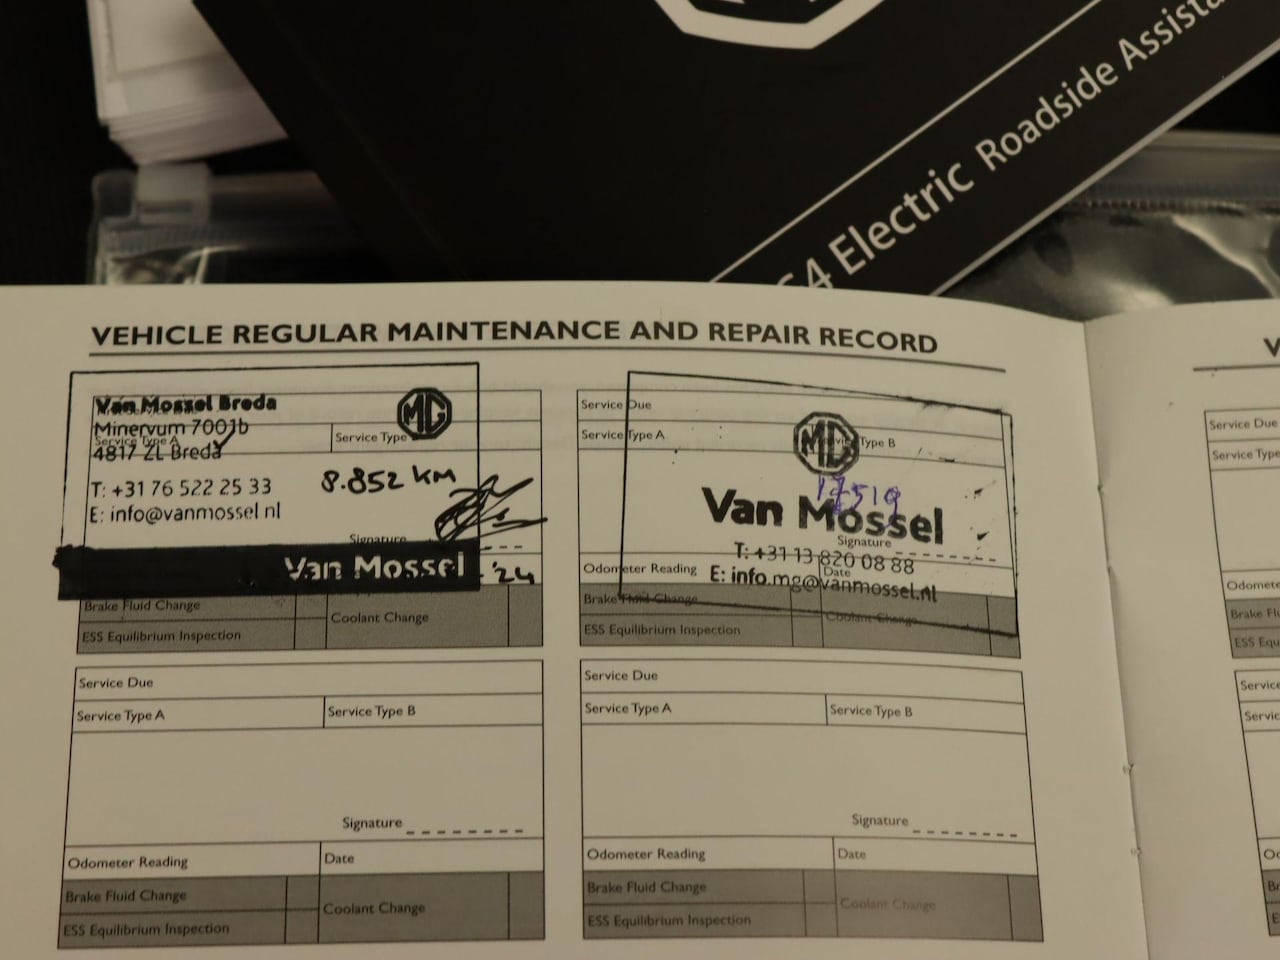 Electric Roadside
VEHICLE REGULAR MAINTENANCE AND REPAIR RECORD
Van Mossel Breda
Minervum 7001b
Service Type A
4817 ZL Breda
MG
Service Type
T: +31 76 522 25 33
E: info@vanmossel.nl
8.852 KM
Signature
Van Mossel
'24
Brake Fluid Change
Coolant Change
ESS Equilibrium Inspection
Service Due
Service Type A
Type B
MG
17519
Van Mossel
Signature
T: +31 13 820 08 88
Odometer Reading
Date
E: info.mg@vanmossel.nl
Brake Fluid Change
Coolant Change
ESS Equilibrium Inspection
Service Due
Service Type A
Service Type B
Signature
Odometer Reading
Date
Brake Fluid Change
Coolant Change
ESS Equilibrium Inspection
Service Due
Service Type A
Service Type B
Signature
Odometer Reading
Date
Brake Fluid Change
Coolant Change
ESS Equilibrium Inspection
Service Due